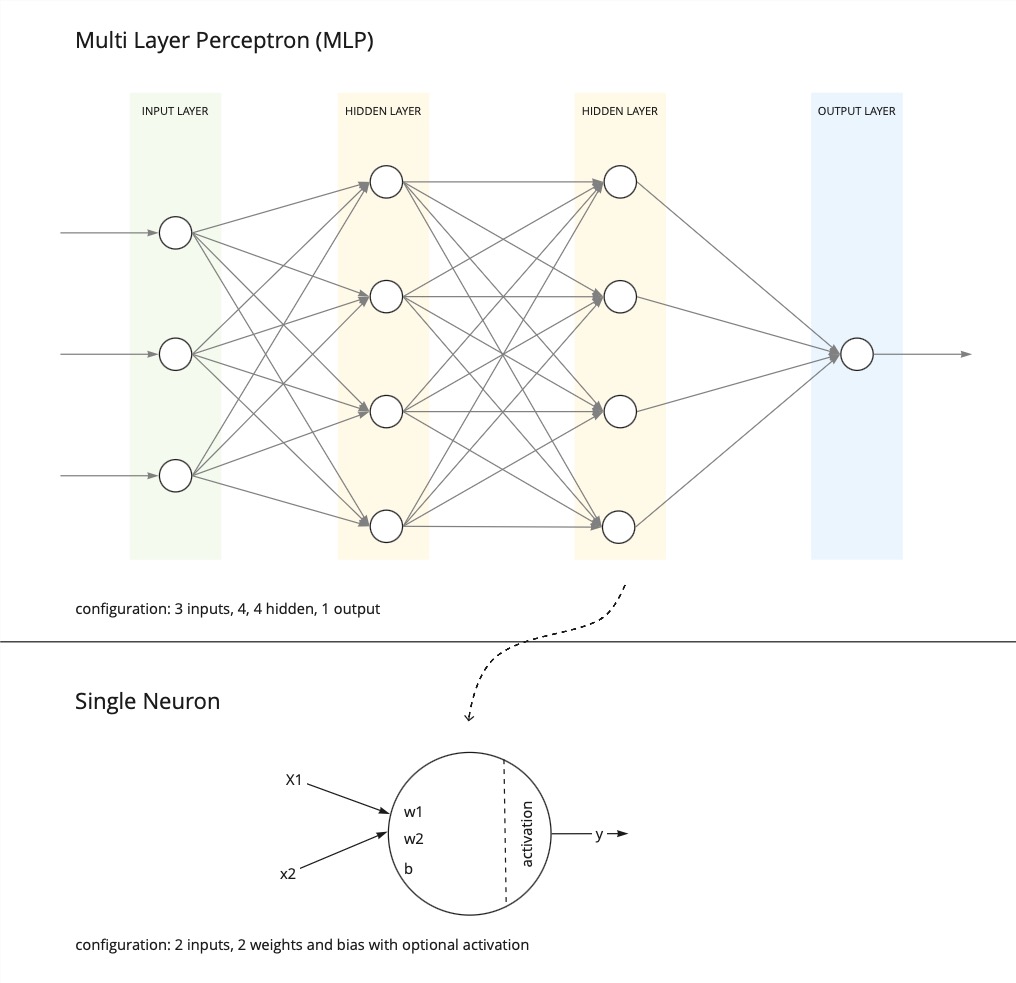 Multi Layer Perceptron (MLP)
INPUT LAYER
HIDDEN LAYER
HIDDEN LAYER
OUTPUT LAYER
configuration: 3 inputs, 4, 4 hidden, 1 output
Single Neuron
X1
x2
w1
w2
b
activation
y
configuration: 2 inputs, 2 weights and bias with optional activation